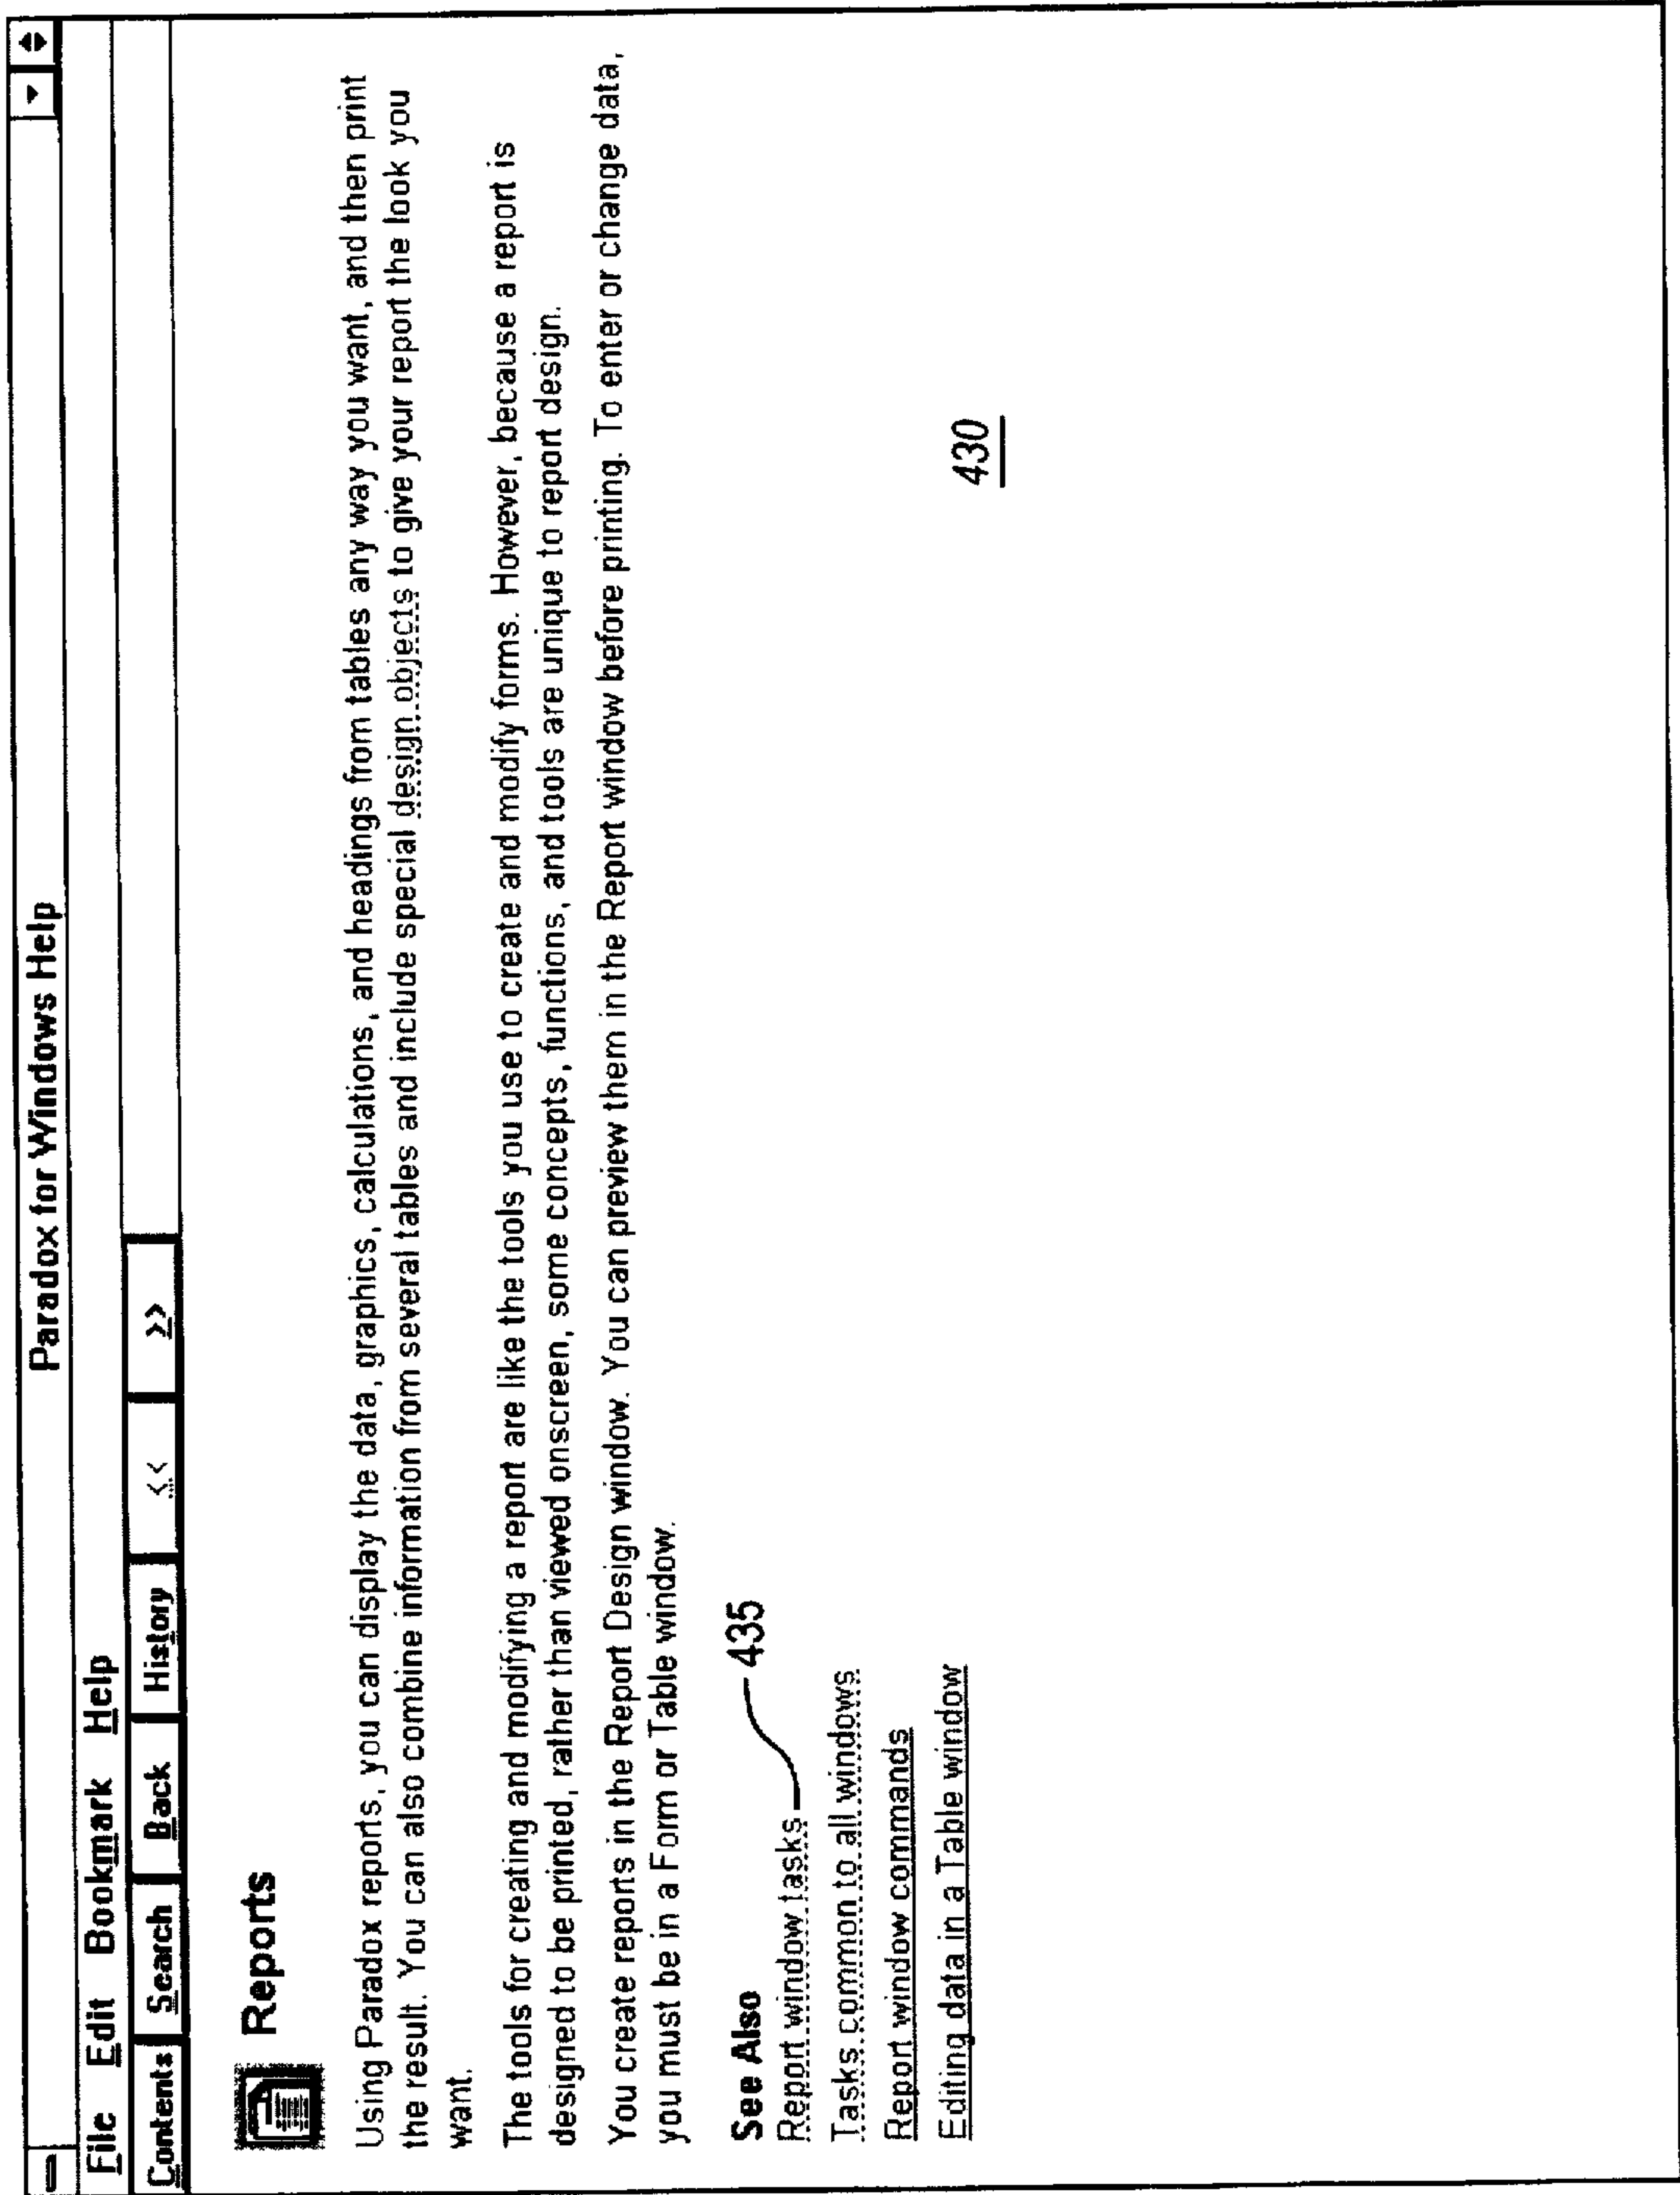 Paradox for Windows Help
File Edit Bookmark Help
Contents Search Back History << >>
Reports
Using Paradox reports, you can display the data, graphics, calculations, and headings from tables any way you want, and then print
the result. You can also combine information from several tables and include special design objects to give your report the look you
want.
The tools for creating and modifying a report are like the tools you use to create and modify forms. However, because a report is
designed to be printed, rather than viewed onscreen, some concepts, functions, and tools are unique to report design.
You create reports in the Report Design window. You can preview them in the Report window before printing. To enter or change data,
you must be in a Form or Table window.
See Also
Report window tasks 435
Tasks common to all windows
Report window commands
Editing data in a Table window
430